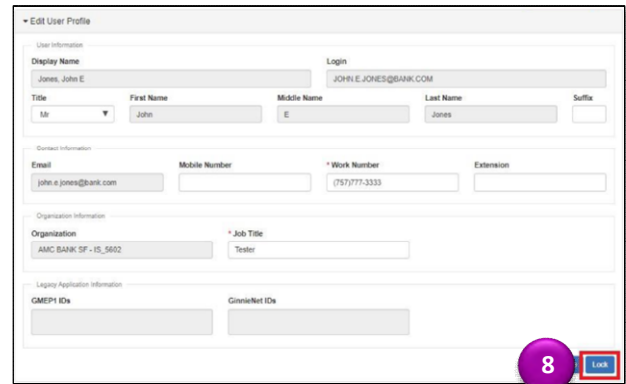 Edit User Profile
User Information
Display Name Login
Jones, John E JOHN.E.JONES@BANK.COM
Title First Name Middle Name Last Name Suffix
Mr John E Jones
Contact Information
Email Mobile Number * Work Number Extension
john.e.jones@bank.com (757)777-3333
Organization Information
Organization * Job Title
AMC BANK SF - IS_5602 Tester
Legacy Application Information
GMEP1 IDs GinnieNet IDs
8 Lock